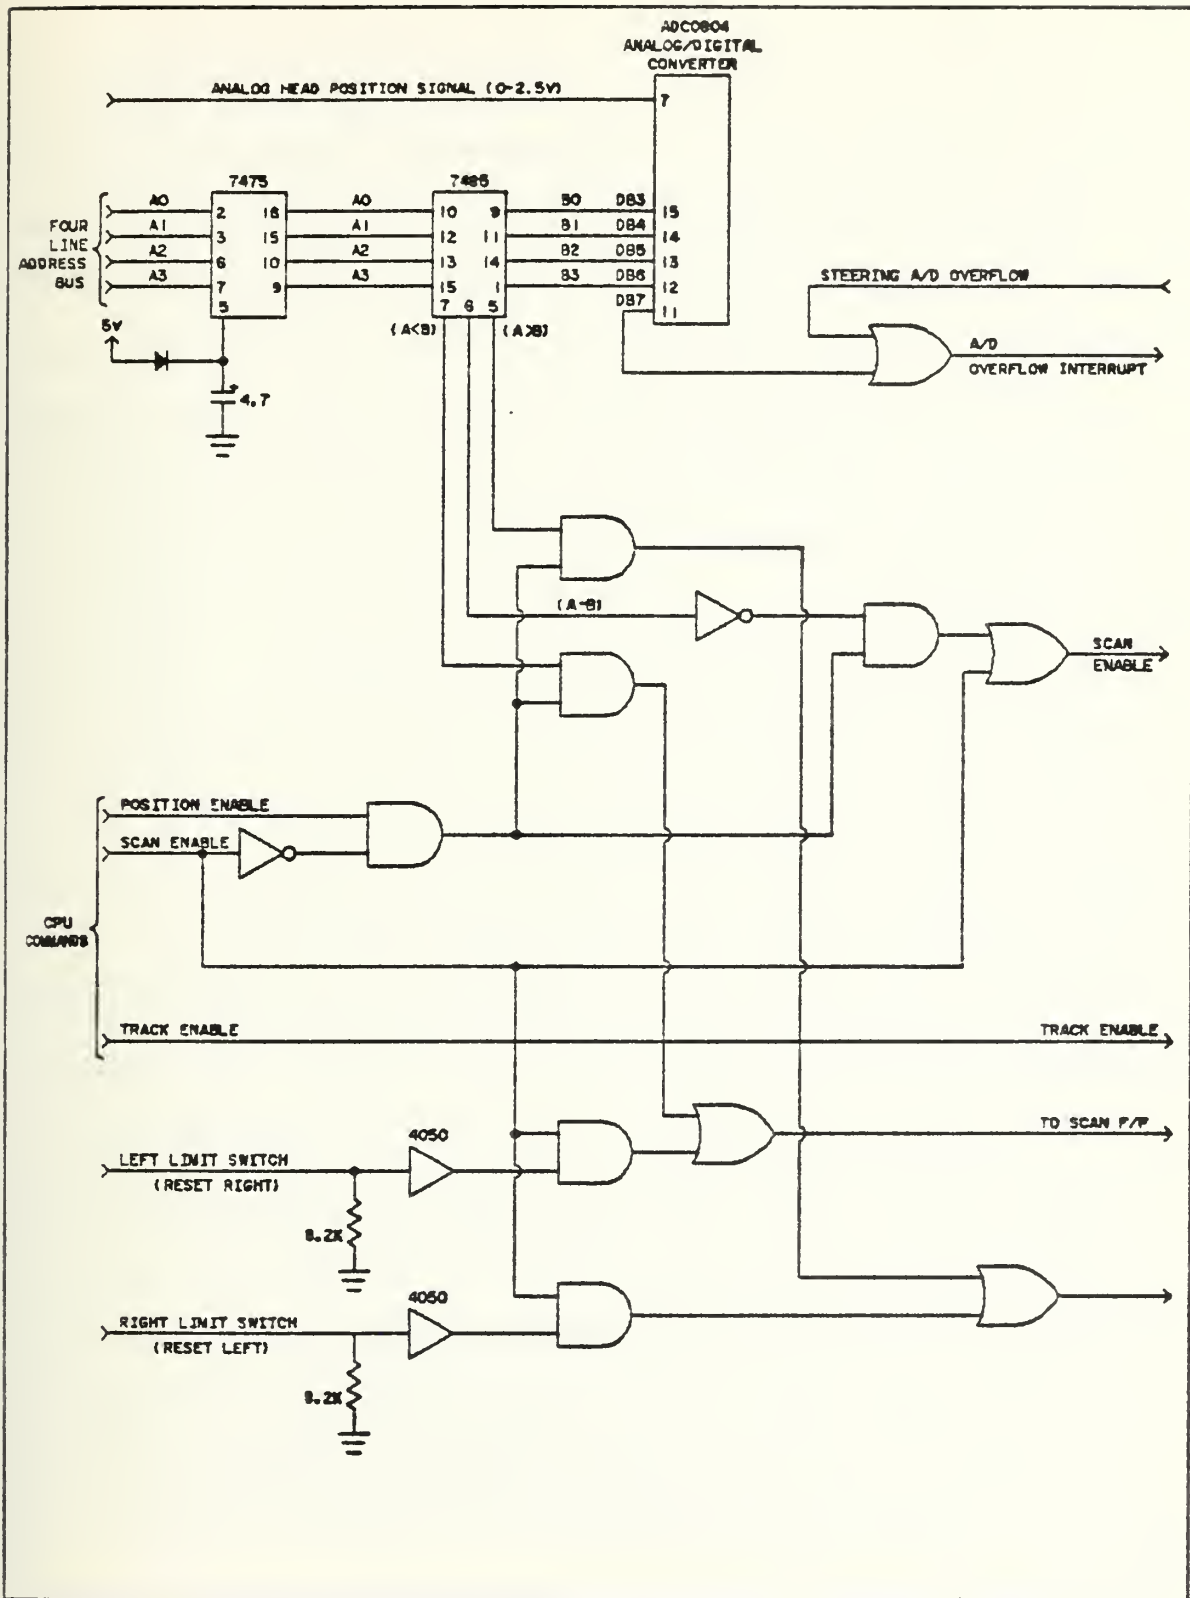 ADC0804
ANALOG/DIGITAL
CONVERTER
ANALOG HEAD POSITION SIGNAL (0-2.5V)
7
7475
7485
FOUR
LINE
ADDRESS
BUS
A0 2 16 A0 10 9 B0 DB3 15
A1 3 15 A1 12 11 B1 DB4 14
A2 6 10 A2 13 14 B2 DB5 13
A3 7 9 A3 15 1 B3 DB6 12
5 7 6 5 DB7 11
5V
(A<B)
(A>B)
4.7
STEERING A/D OVERFLOW
A/D
OVERFLOW INTERRUPT
(A=B)
SCAN
ENABLE
POSITION ENABLE
SCAN ENABLE
CPU
COMMANDS
TRACK ENABLE
TRACK ENABLE
4050
TO SCAN F/F
LEFT LIMIT SWITCH
(RESET RIGHT)
8.2K
4050
RIGHT LIMIT SWITCH
(RESET LEFT)
8.2K